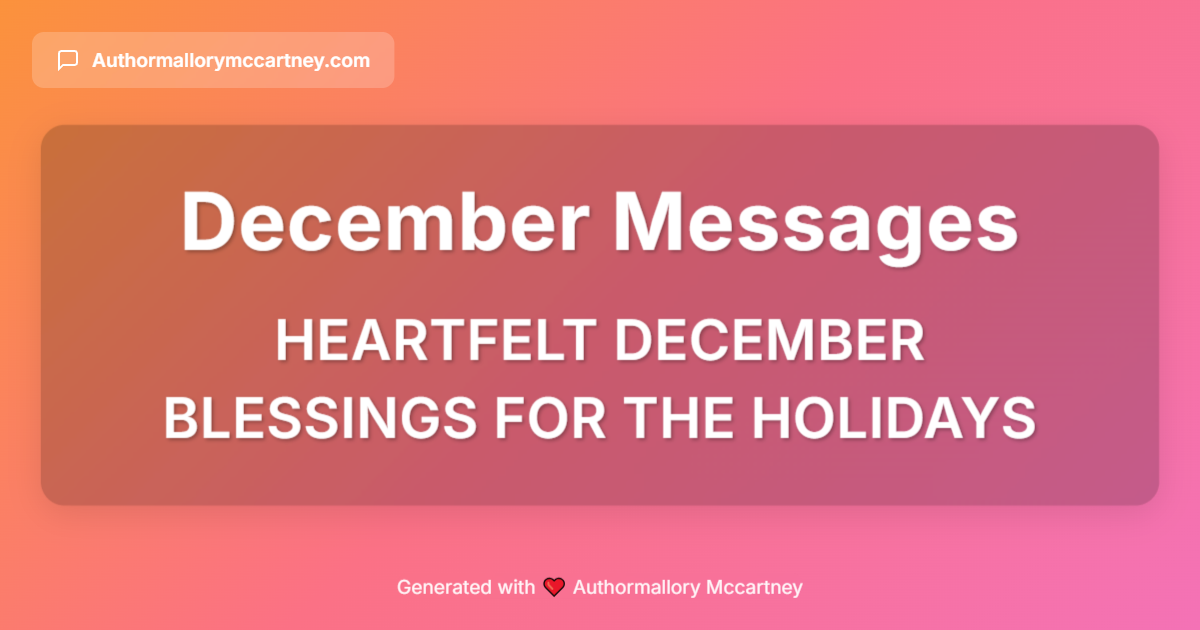 Authormallorymccartney.com
December Messages
HEARTFELT DECEMBER
BLESSINGS FOR THE HOLIDAYS
Generated with ❤️ Authormallory Mccartney